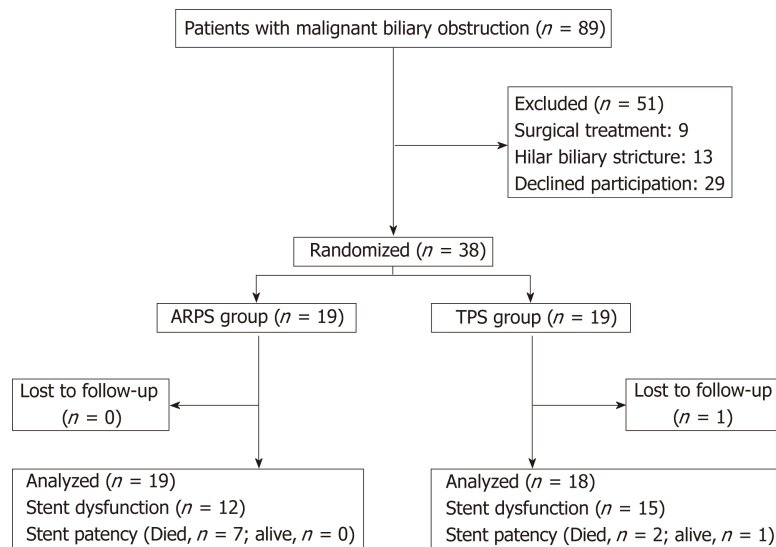 Patients with malignant biliary obstruction (n = 89)
Excluded (n = 51)
Surgical treatment: 9
Hilar biliary stricture: 13
Declined participation: 29
Randomized (n = 38)
ARPS group (n = 19)
TPS group (n = 19)
Lost to follow-up
(n = 0)
Lost to follow-up
(n = 1)
Analyzed (n = 19)
Stent dysfunction (n = 12)
Stent patency (Died, n = 7; alive, n = 0)
Analyzed (n = 18)
Stent dysfunction (n = 15)
Stent patency (Died, n = 2; alive, n = 1)